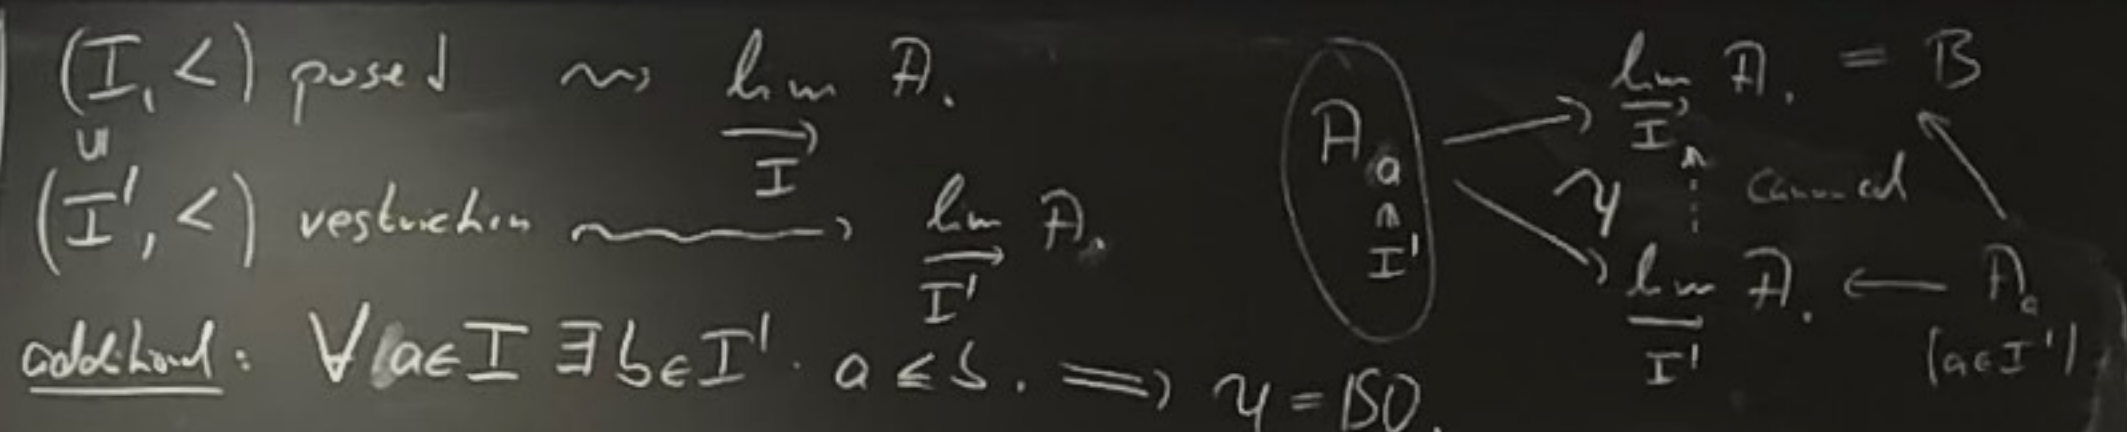 (I, <) posed ⇝ lim A.
→
I
∪I
(I', <) restriction ⇝ lim A.
→
I'
additional: ∀ a ∈ I ∃ b ∈ I' . a ≤ b . ⟹ φ = ISO.
A_a
∩
I'
lim A. = B
→
I
φ canonical
lim A. ← A_a
→
I'
(a ∈ I')